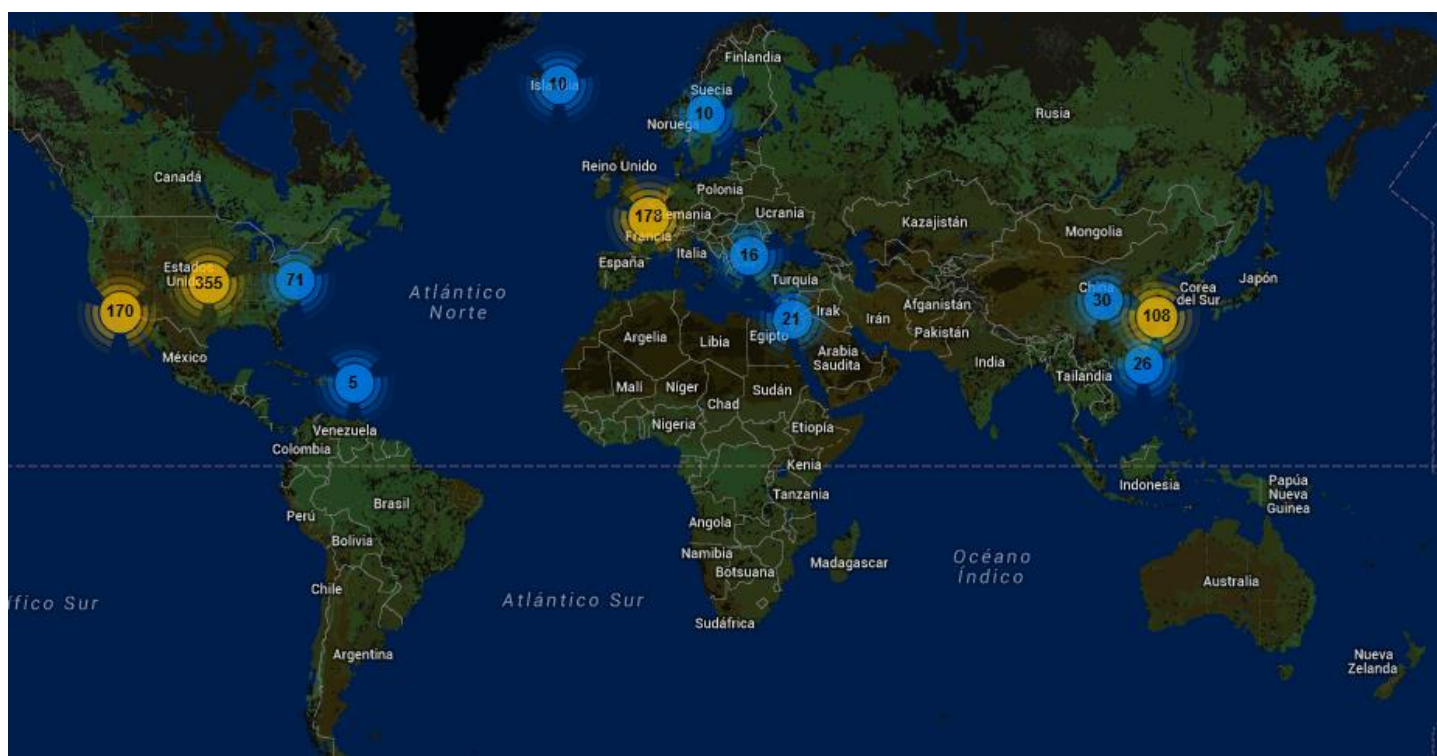 Finlandia
10
Islandia
Suecia
10
Noruega
Rusia
Reino Unido
Canadá
Polonia
178
Alemania
Ucrania
Kazajistán
Mongolia
Francia
Italia
16
España
Estados
Unidos
355
71
Turquía
China
30
Corea
del Sur
Japón
Atlántico
Norte
170
21
Egipto
Irak
Irán
Afganistán
Pakistán
108
Argelia
Libia
Arabia
Saudita
India
México
26
Tailandia
5
Malí
Níger
Sudán
Chad
Nigeria
Etiopía
Venezuela
Colombia
Kenia
Indonesia
Papúa
Nueva
Guinea
Tanzania
Brasil
Perú
Angola
Bolivia
Namibia
Botsuana
Madagascar
Océano
Índico
Australia
Chile
ífico Sur
Atlántico Sur
Sudáfrica
Argentina
Nueva
Zelanda